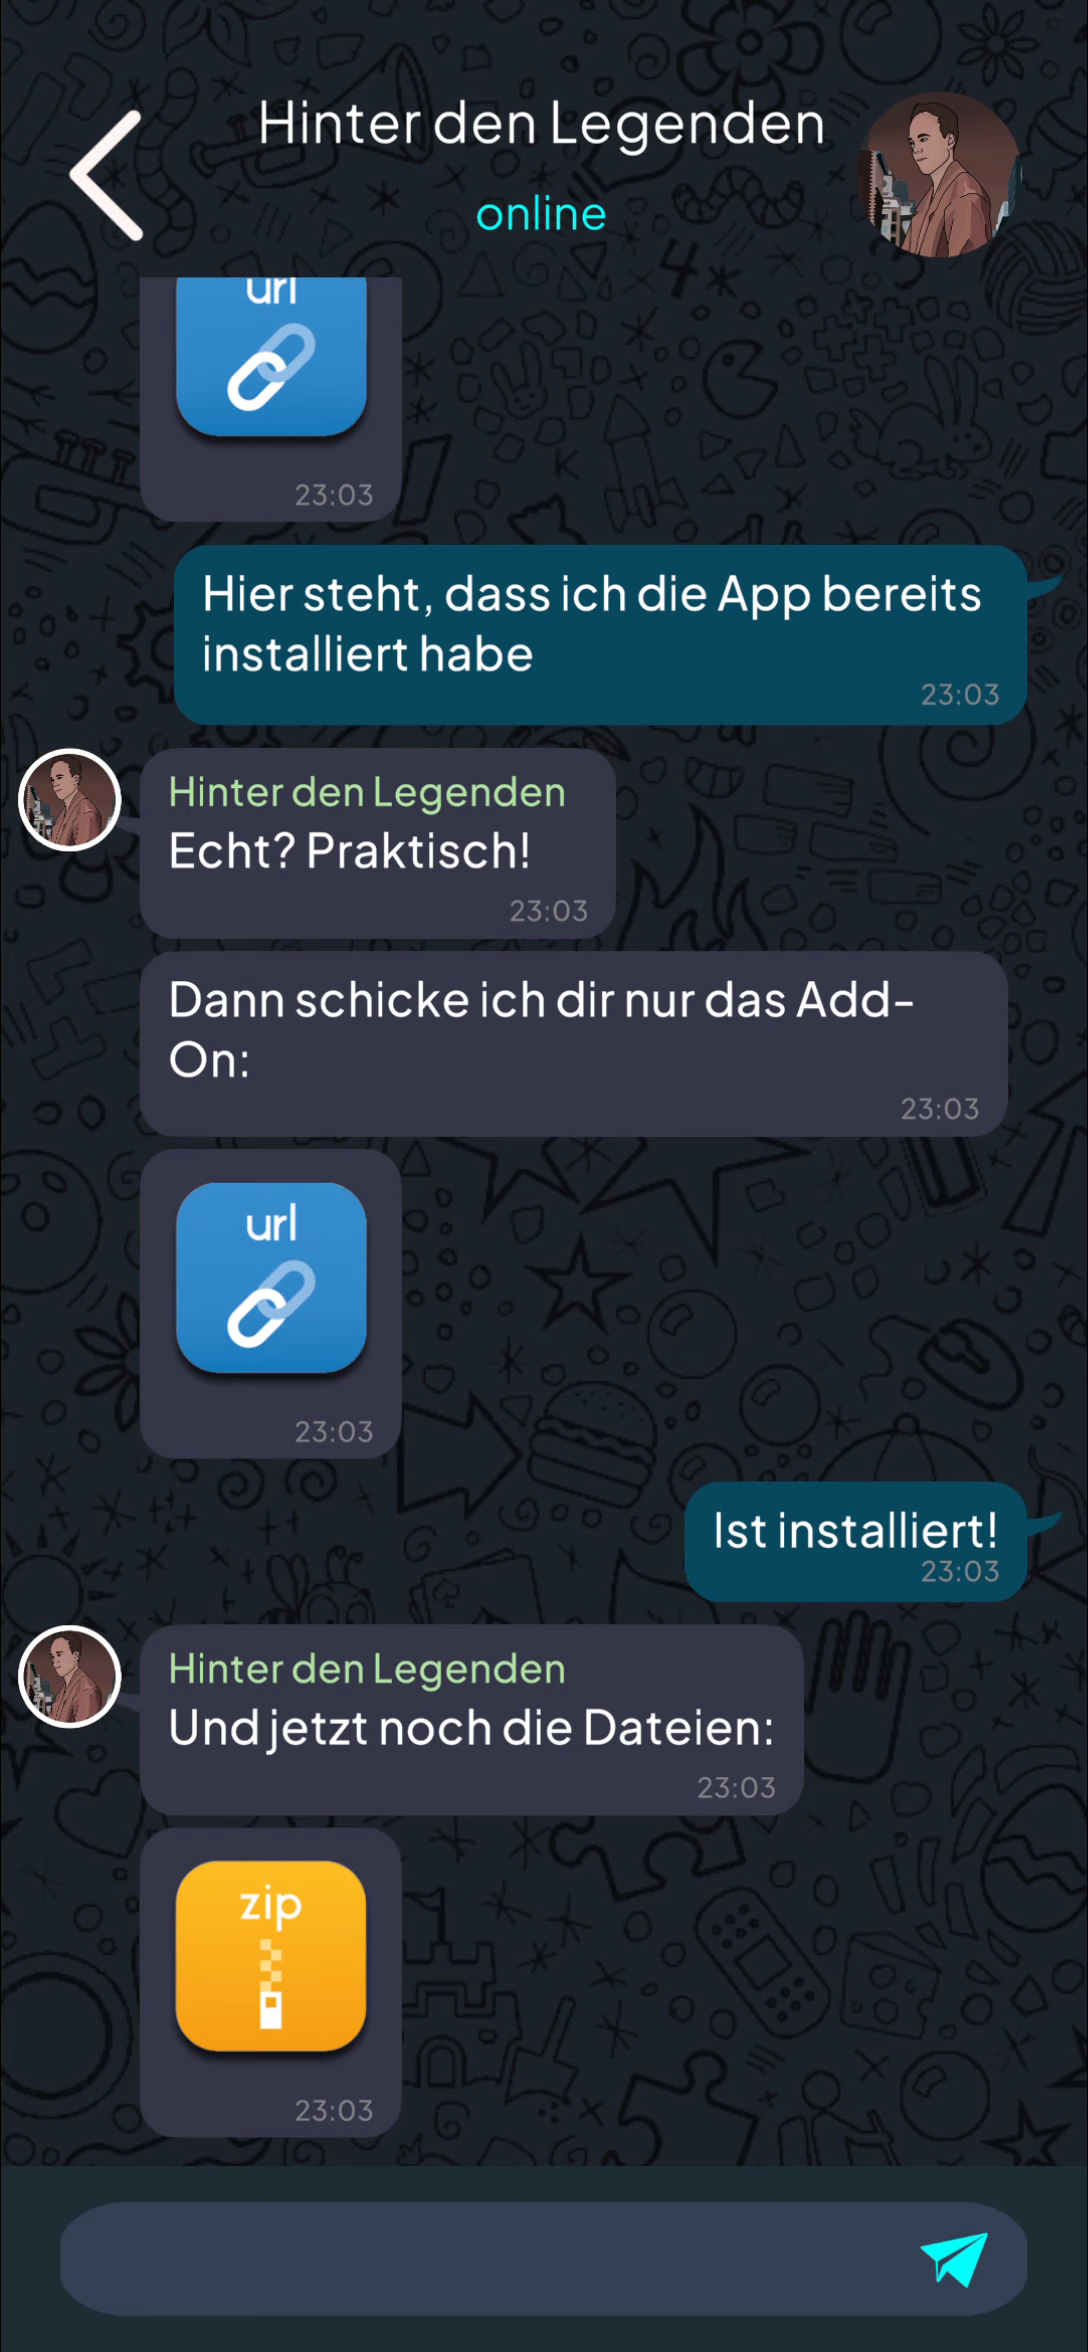 Hinter den Legenden
online
url
23:03
Hier steht, dass ich die App bereits
installiert habe
23:03
Hinter den Legenden
Echt? Praktisch!
23:03
Dann schicke ich dir nur das Add-
On:
23:03
url
23:03
Ist installiert!
23:03
Hinter den Legenden
Und jetzt noch die Dateien:
23:03
zip
23:03